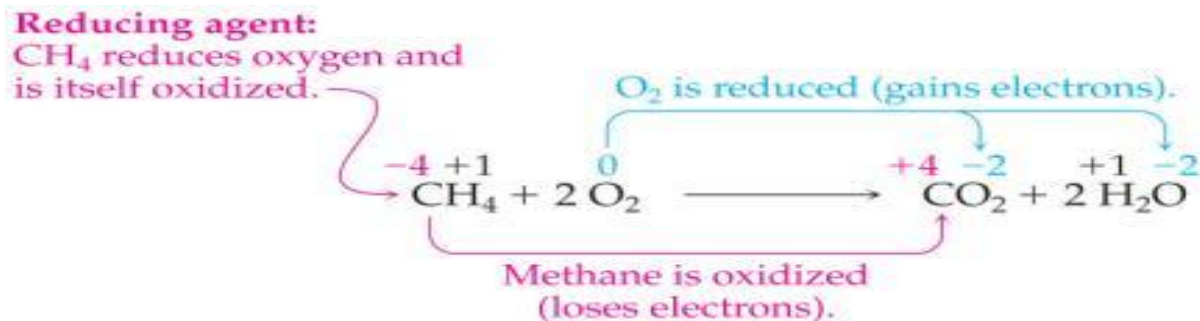 Reducing agent:
CH₄ reduces oxygen and
is itself oxidized.
O₂ is reduced (gains electrons).
−4 +1 0 +4 −2 +1 −2
CH₄ + 2 O₂ ⟶ CO₂ + 2 H₂O
Methane is oxidized
(loses electrons).